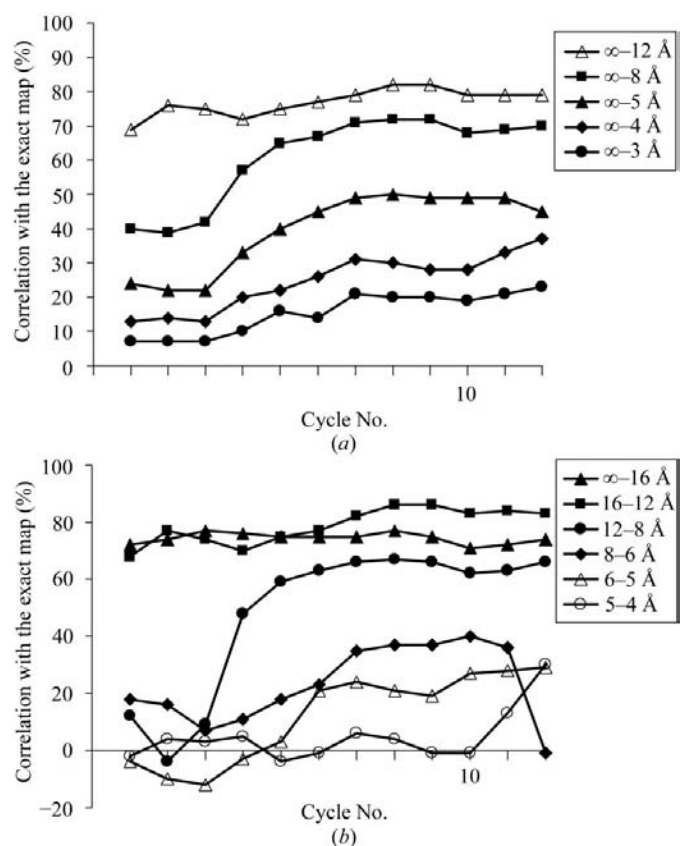 100
90
80
70
60
50
40
30
20
10
0
Correlation with the exact map (%)
10
Cycle No.
(a)
∞–12 Å
∞–8 Å
∞–5 Å
∞–4 Å
∞–3 Å
100
80
60
40
20
0
−20
Correlation with the exact map (%)
10
Cycle No.
(b)
∞–16 Å
16–12 Å
12–8 Å
8–6 Å
6–5 Å
5–4 Å